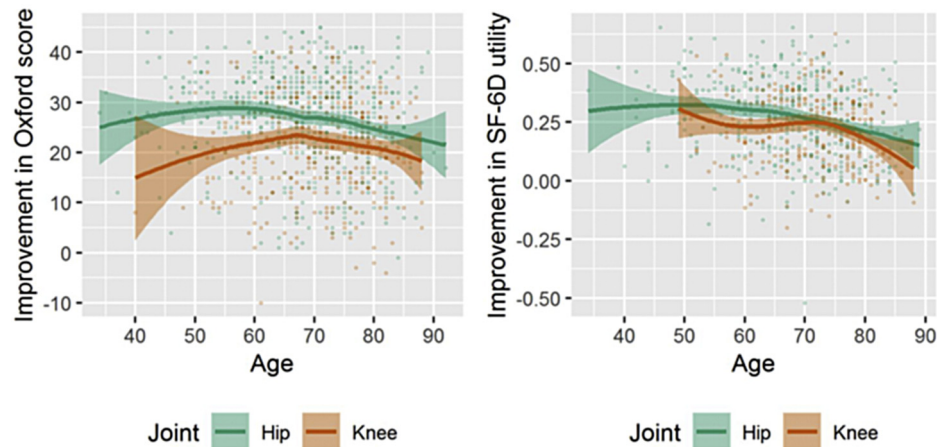 Improvement in Oxford score
40
30
20
10
0
-10
40 50 60 70 80 90
Age
Joint Hip Knee
Improvement in SF-6D utility
0.50
0.25
0.00
-0.25
-0.50
40 50 60 70 80 90
Age
Joint Hip Knee